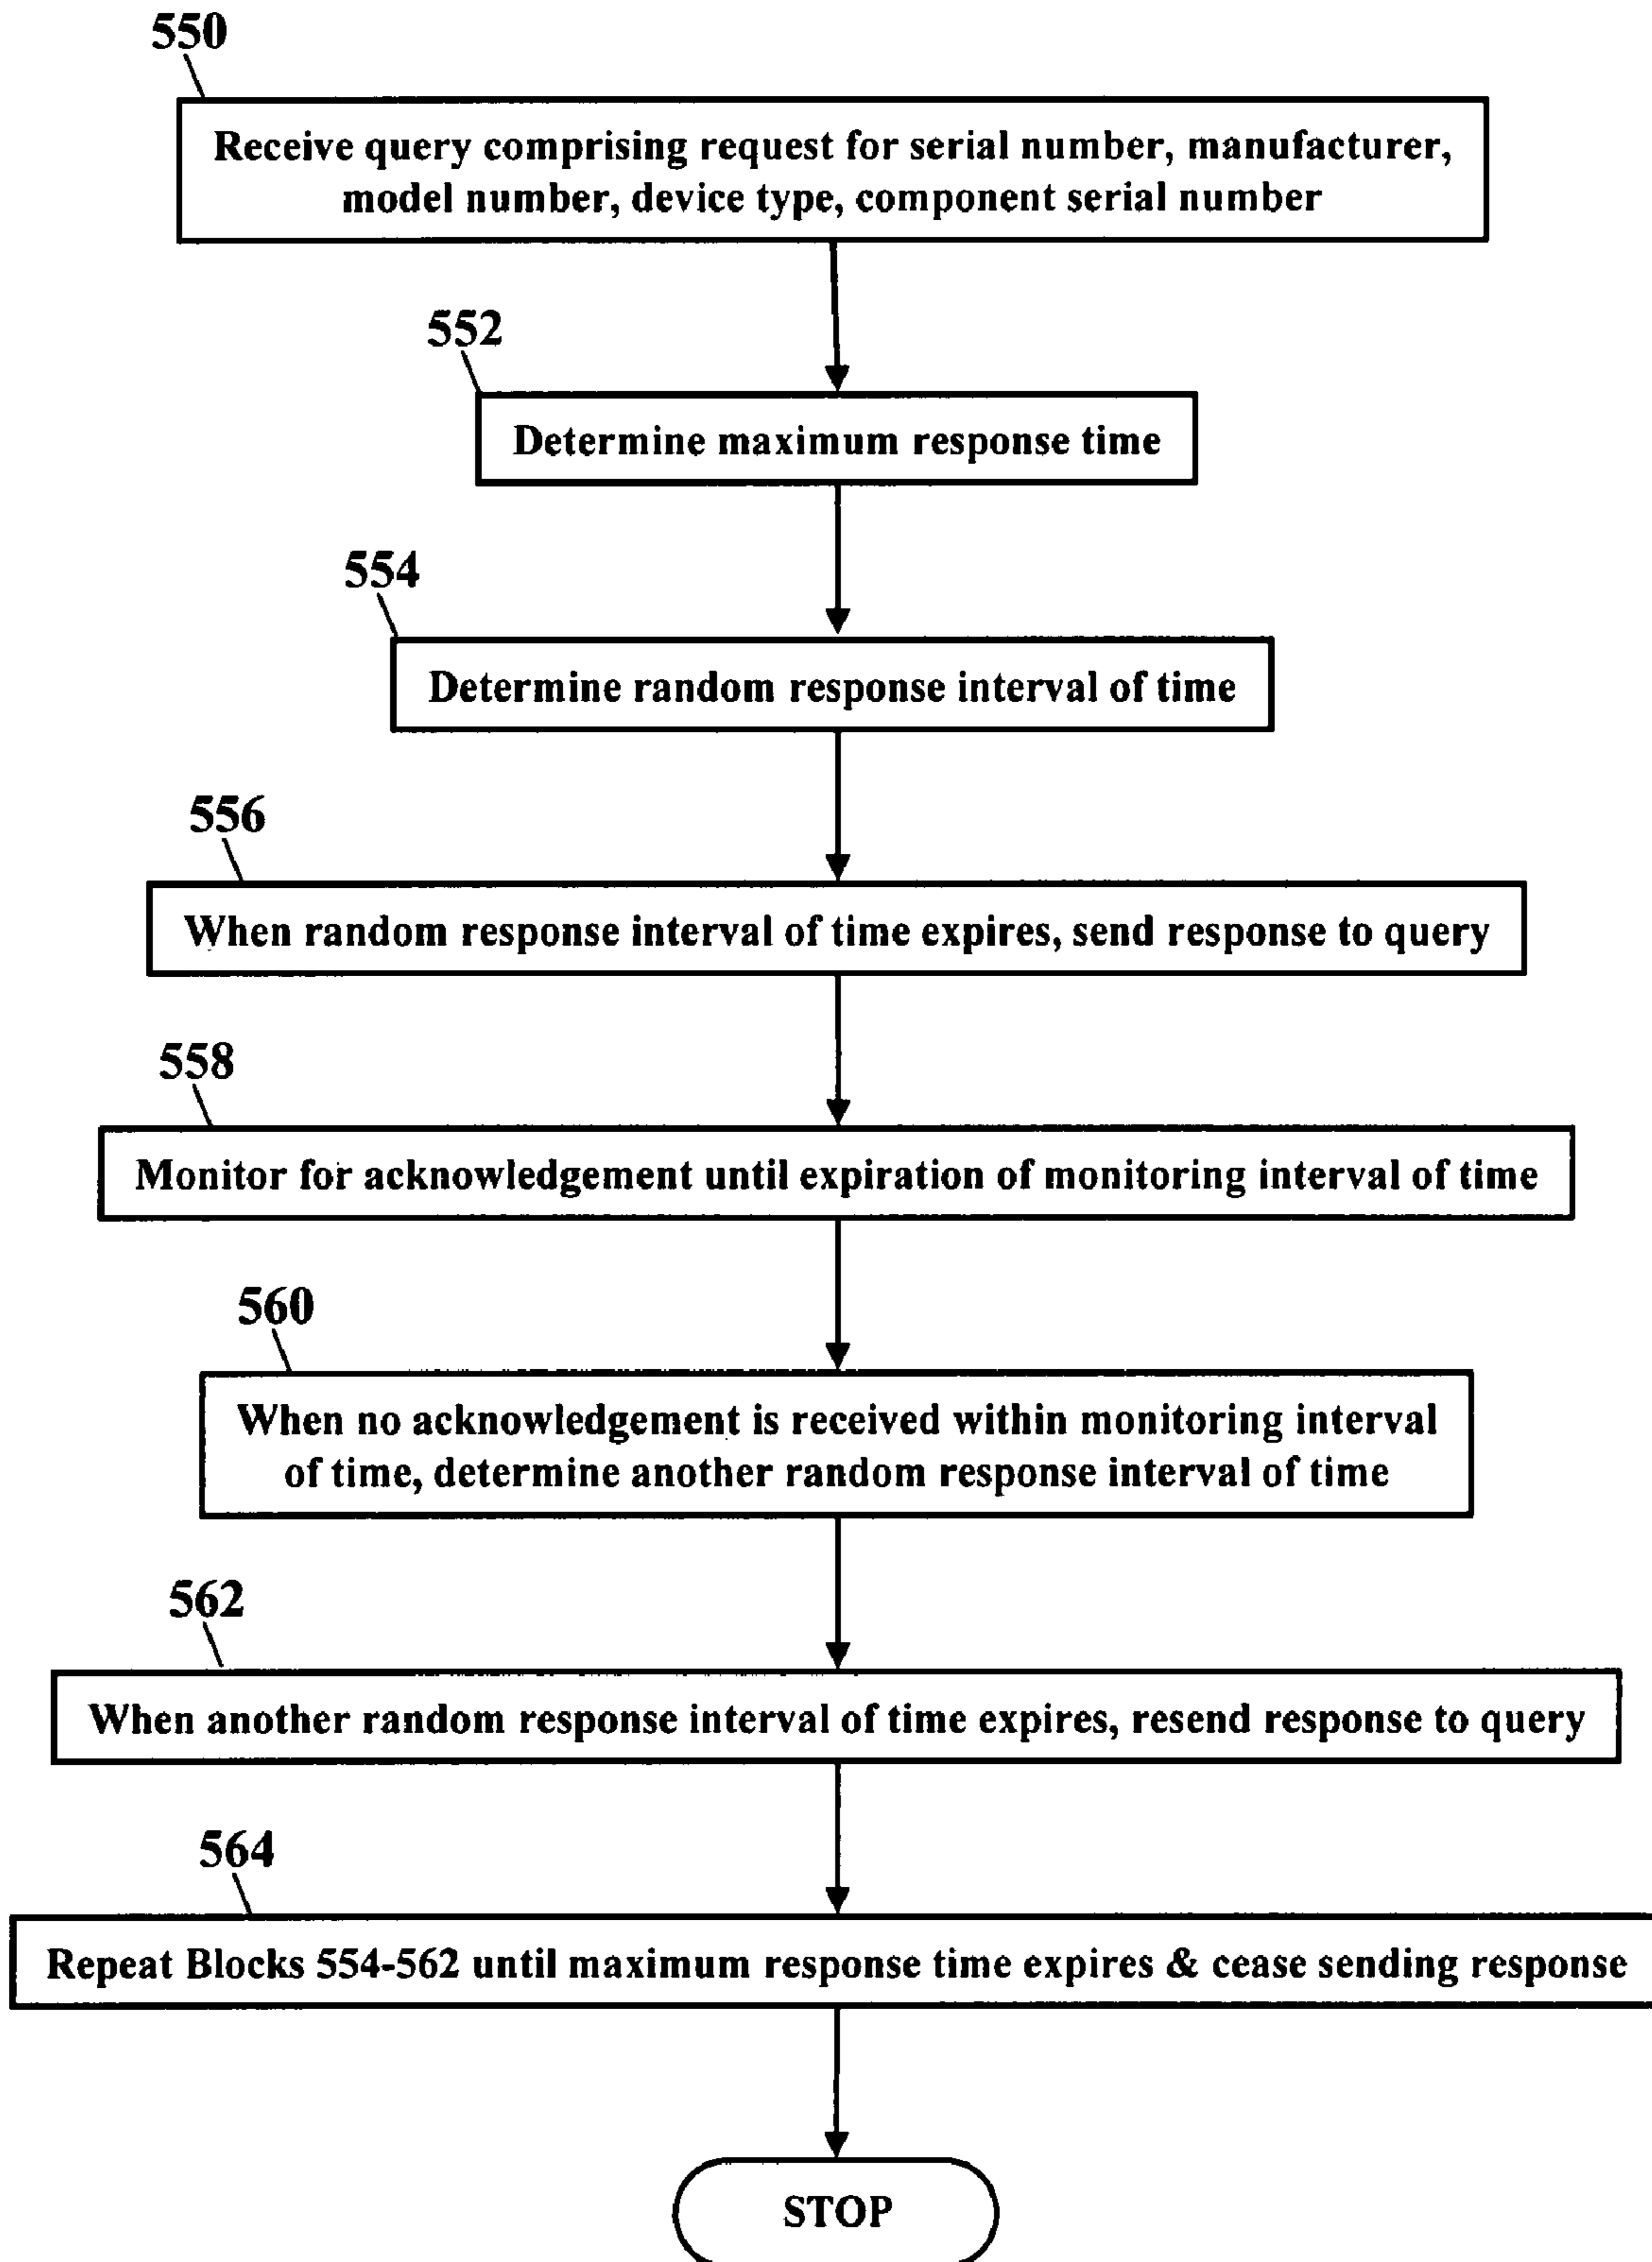 550
Receive query comprising request for serial number, manufacturer,
model number, device type, component serial number
552
Determine maximum response time
554
Determine random response interval of time
556
When random response interval of time expires, send response to query
558
Monitor for acknowledgement until expiration of monitoring interval of time
560
When no acknowledgement is received within monitoring interval
of time, determine another random response interval of time
562
When another random response interval of time expires, resend response to query
564
Repeat Blocks 554-562 until maximum response time expires & cease sending response
STOP